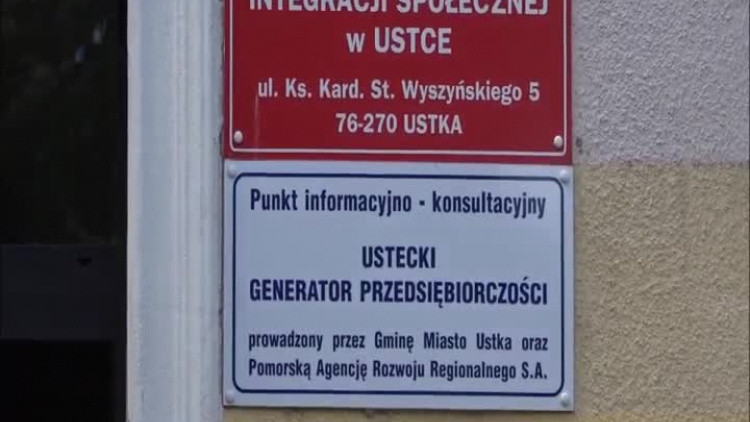 INTEGRACJI SPOŁECZNEJ
w USTCE
ul. Ks. Kard. St. Wyszyńskiego 5
76-270 USTKA
Punkt informacyjno - konsultacyjny
USTECKI
GENERATOR PRZEDSIĘBIORCZOŚCI
prowadzony przez Gminę Miasto Ustka oraz
Pomorską Agencję Rozwoju Regionalnego S.A.